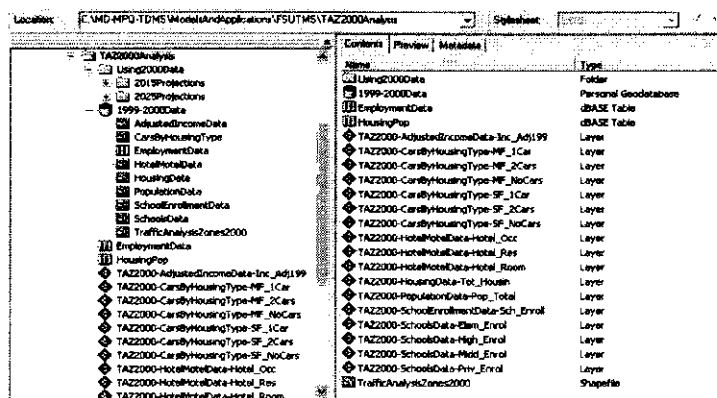 Location: C:\MD-MPO-TDMS\ModelsAndApplications\FSUTMS\TAZ2000Analysis Stylesheet:
TAZ2000Analysis
Using2000Data
2015Projections
2025Projections
1999-2000Data
AdjustedIncomeData
CarsByHousingType
EmploymentData
HotelMotelData
HousingData
PopulationData
SchoolEnrollmentData
SchoolsData
TrafficAnalysisZones2000
EmploymentData
HousingPop
TAZ2000-AdjustedIncomeData-Inc_Adj199
TAZ2000-CarsByHousingType-MF_1Car
TAZ2000-CarsByHousingType-MF_2Cars
TAZ2000-CarsByHousingType-MF_NoCars
TAZ2000-CarsByHousingType-SF_1Car
TAZ2000-CarsByHousingType-SF_2Cars
TAZ2000-CarsByHousingType-SF_NoCars
TAZ2000-HotelMotelData-Hotel_Occ
TAZ2000-HotelMotelData-Hotel_Res
TAZ2000-HotelMotelData-Hotel_Room
Contents Preview Metadata
Name Type
Using2000Data Folder
1999-2000Data Personal Geodatabase
EmploymentData dBASE Table
HousingPop dBASE Table
TAZ2000-AdjustedIncomeData-Inc_Adj199 Layer
TAZ2000-CarsByHousingType-MF_1Car Layer
TAZ2000-CarsByHousingType-MF_2Cars Layer
TAZ2000-CarsByHousingType-MF_NoCars Layer
TAZ2000-CarsByHousingType-SF_1Car Layer
TAZ2000-CarsByHousingType-SF_2Cars Layer
TAZ2000-CarsByHousingType-SF_NoCars Layer
TAZ2000-HotelMotelData-Hotel_Occ Layer
TAZ2000-HotelMotelData-Hotel_Res Layer
TAZ2000-HotelMotelData-Hotel_Room Layer
TAZ2000-HousingData-Tot_Housin Layer
TAZ2000-PopulationData-Pop_Total Layer
TAZ2000-SchoolEnrollmentData-Sch_Enroll Layer
TAZ2000-SchoolsData-Elem_Enrol Layer
TAZ2000-SchoolsData-High_Enrol Layer
TAZ2000-SchoolsData-Midd_Enrol Layer
TAZ2000-SchoolsData-Priv_Enrol Layer
TrafficAnalysisZones2000 Shapefile